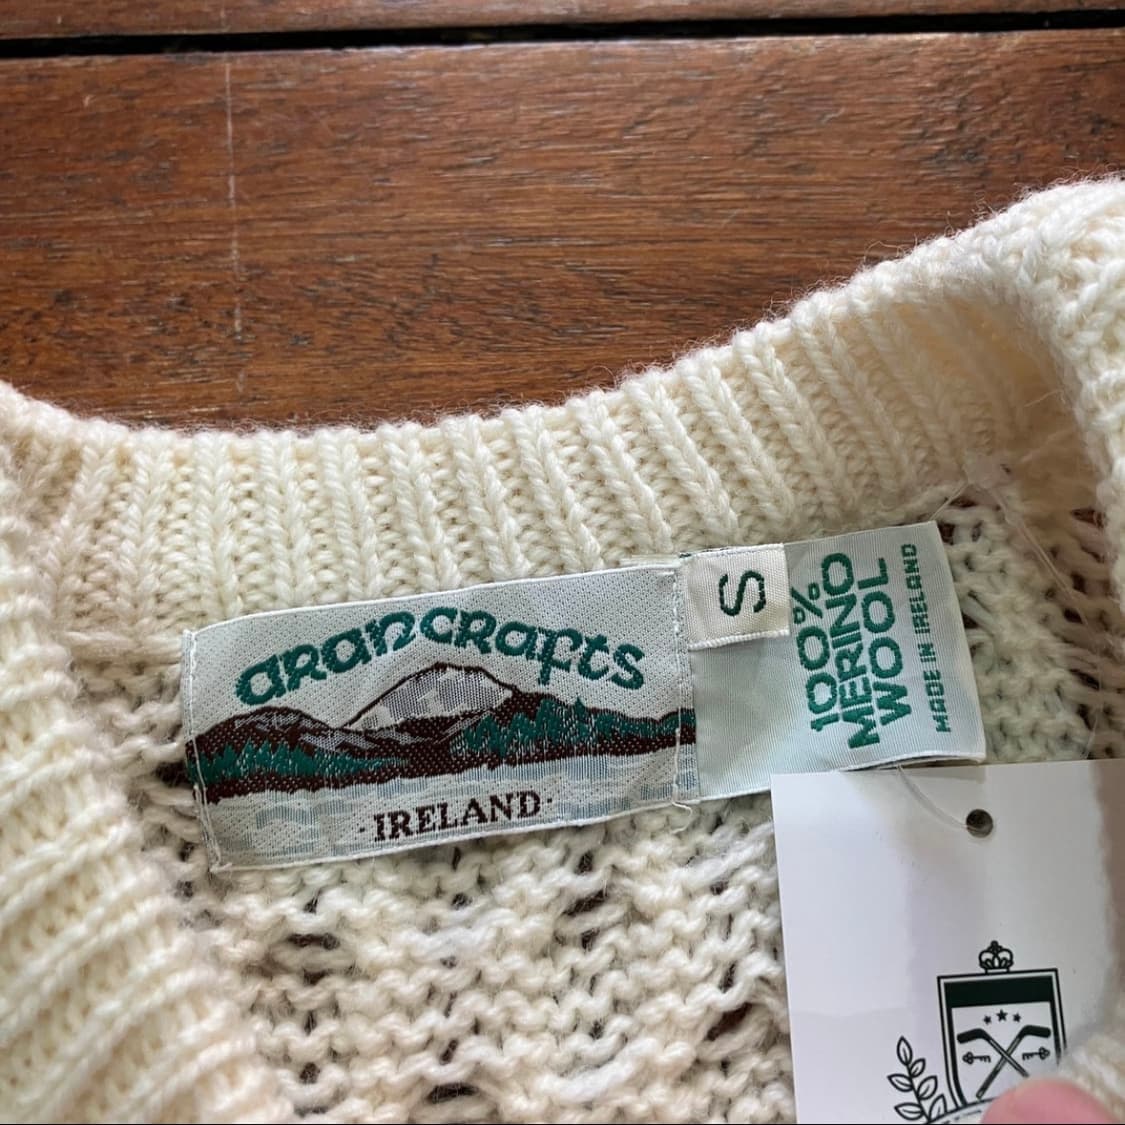 arancrafts
·IRELAND·
S
100%
MERINO
WOOL
MADE IN IRELAND